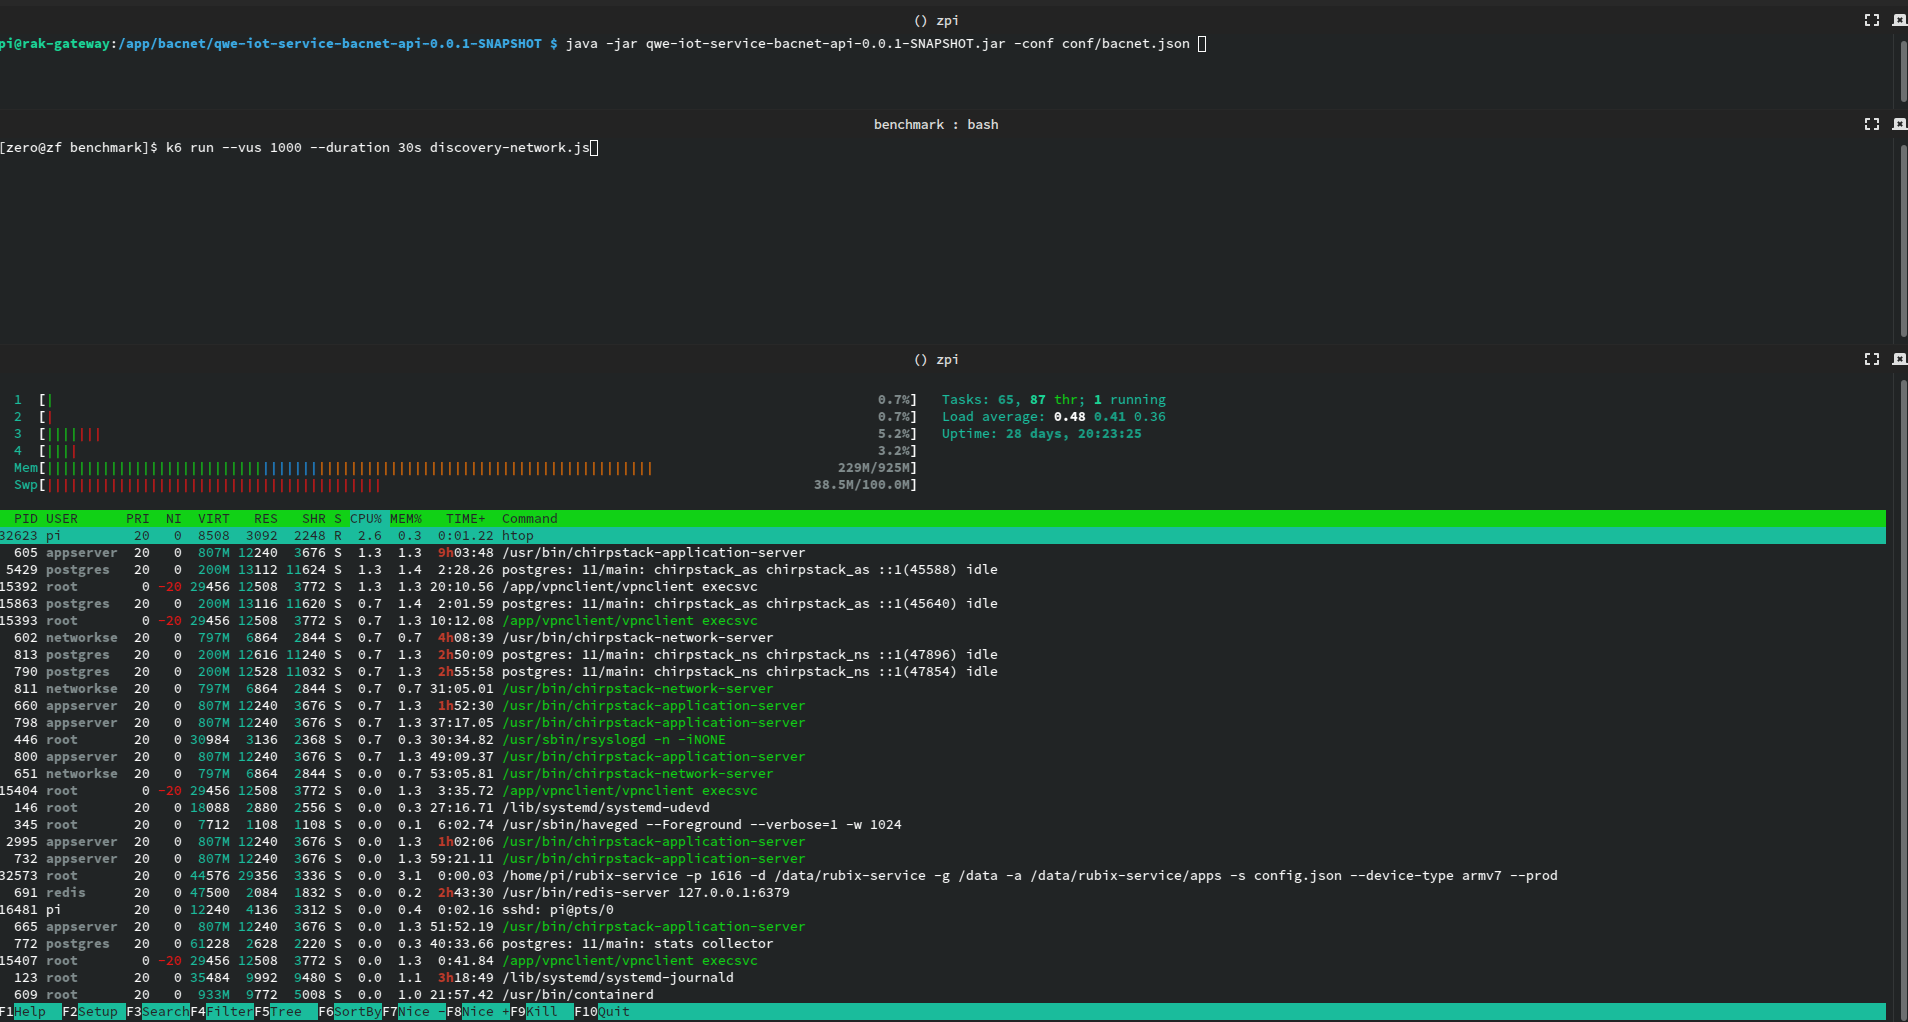 () zpi
pi@rak-gateway:/app/bacnet/qwe-iot-service-bacnet-api-0.0.1-SNAPSHOT $ java -jar qwe-iot-service-bacnet-api-0.0.1-SNAPSHOT.jar -conf conf/bacnet.json
benchmark : bash
[zero@zf benchmark]$ k6 run --vus 1000 --duration 30s discovery-network.js
() zpi
1 [| 0.7%] Tasks: 65, 87 thr; 1 running
2 [| 0.7%] Load average: 0.48 0.41 0.36
3 [||||||| 5.2%] Uptime: 28 days, 20:23:25
4 [|||| 3.2%]
Mem[|||||||||||||||||||||||||||||||||||||||||||||||||||||||||||||||||||||||||||| 229M/925M]
Swp[|||||||||||||||||||||||||||||||||||||||||| 38.5M/100.0M]
PID USER PRI NI VIRT RES SHR S CPU% MEM% TIME+ Command
32623 pi 20 0 8508 3092 2248 R 2.6 0.3 0:01.22 htop
605 appserver 20 0 807M 12240 3676 S 1.3 1.3 9h03:48 /usr/bin/chirpstack-application-server
5429 postgres 20 0 200M 13112 11624 S 1.3 1.4 2:28.26 postgres: 11/main: chirpstack_as chirpstack_as ::1(45588) idle
15392 root 0 -20 29456 12508 3772 S 1.3 1.3 20:10.56 /app/vpnclient/vpnclient execsvc
15863 postgres 20 0 200M 13116 11620 S 0.7 1.4 2:01.59 postgres: 11/main: chirpstack_as chirpstack_as ::1(45640) idle
15393 root 0 -20 29456 12508 3772 S 0.7 1.3 10:12.08 /app/vpnclient/vpnclient execsvc
602 networkse 20 0 797M 6864 2844 S 0.7 0.7 4h08:39 /usr/bin/chirpstack-network-server
813 postgres 20 0 200M 12616 11240 S 0.7 1.3 2h50:09 postgres: 11/main: chirpstack_ns chirpstack_ns ::1(47896) idle
790 postgres 20 0 200M 12528 11032 S 0.7 1.3 2h55:58 postgres: 11/main: chirpstack_ns chirpstack_ns ::1(47854) idle
811 networkse 20 0 797M 6864 2844 S 0.7 0.7 31:05.01 /usr/bin/chirpstack-network-server
660 appserver 20 0 807M 12240 3676 S 0.7 1.3 1h52:30 /usr/bin/chirpstack-application-server
798 appserver 20 0 807M 12240 3676 S 0.7 1.3 37:17.05 /usr/bin/chirpstack-application-server
446 root 20 0 30984 3136 2368 S 0.7 0.3 30:34.82 /usr/sbin/rsyslogd -n -iNONE
800 appserver 20 0 807M 12240 3676 S 0.7 1.3 49:09.37 /usr/bin/chirpstack-application-server
651 networkse 20 0 797M 6864 2844 S 0.0 0.7 53:05.81 /usr/bin/chirpstack-network-server
15404 root 0 -20 29456 12508 3772 S 0.0 1.3 3:35.72 /app/vpnclient/vpnclient execsvc
146 root 20 0 18088 2880 2556 S 0.0 0.3 27:16.71 /lib/systemd/systemd-udevd
345 root 20 0 7712 1108 1108 S 0.0 0.1 6:02.74 /usr/sbin/haveged --Foreground --verbose=1 -w 1024
2995 appserver 20 0 807M 12240 3676 S 0.0 1.3 1h02:06 /usr/bin/chirpstack-application-server
732 appserver 20 0 807M 12240 3676 S 0.0 1.3 59:21.11 /usr/bin/chirpstack-application-server
32573 root 20 0 44576 29356 3336 S 0.0 3.1 0:00.03 /home/pi/rubix-service -p 1616 -d /data/rubix-service -g /data -a /data/rubix-service/apps -s config.json --device-type armv7 --prod
691 redis 20 0 47500 2084 1832 S 0.0 0.2 2h43:30 /usr/bin/redis-server 127.0.0.1:6379
16481 pi 20 0 12240 4136 3312 S 0.0 0.4 0:02.16 sshd: pi@pts/0
665 appserver 20 0 807M 12240 3676 S 0.0 1.3 51:52.19 /usr/bin/chirpstack-application-server
772 postgres 20 0 61228 2628 2220 S 0.0 0.3 40:33.66 postgres: 11/main: stats collector
15407 root 0 -20 29456 12508 3772 S 0.0 1.3 0:41.84 /app/vpnclient/vpnclient execsvc
123 root 20 0 35484 9992 9480 S 0.0 1.1 3h18:49 /lib/systemd/systemd-journald
609 root 20 0 933M 9772 5008 S 0.0 1.0 21:57.42 /usr/bin/containerd
F1Help F2Setup F3SearchF4FilterF5Tree F6SortByF7Nice -F8Nice +F9Kill F10Quit